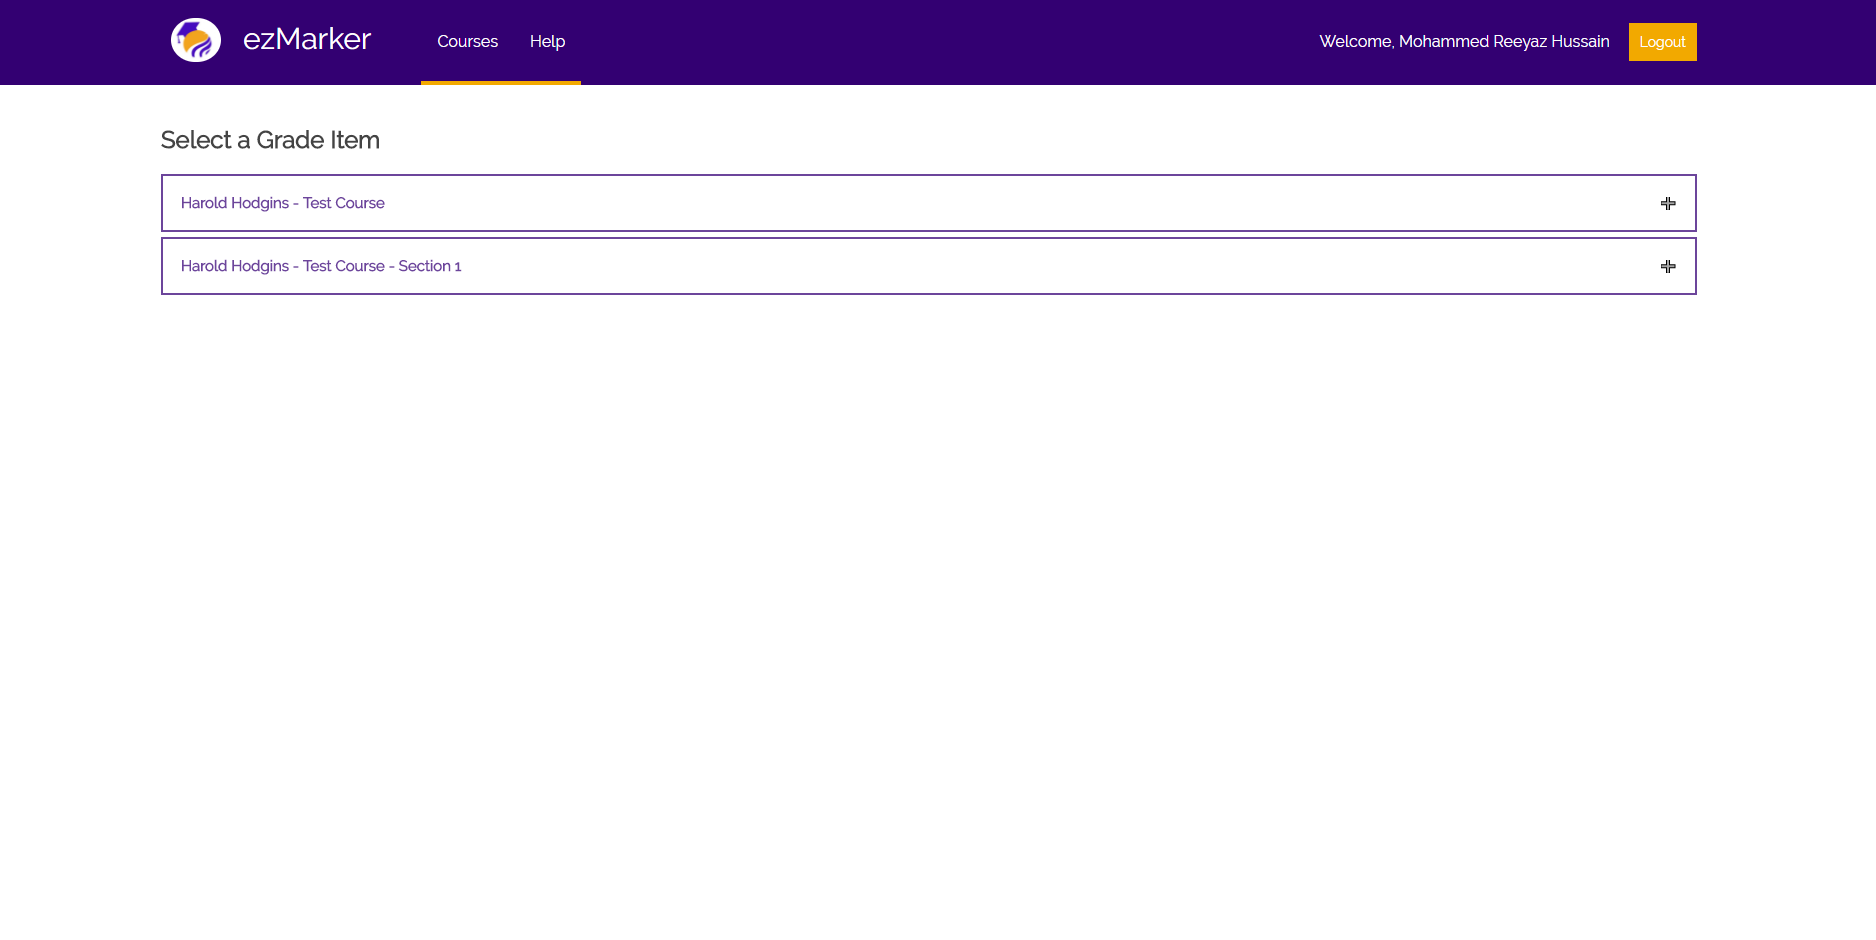 ezMarker
Courses
Help
Welcome, Mohammed Reeyaz Hussain
Logout
Select a Grade Item
Harold Hodgins - Test Course
Harold Hodgins - Test Course - Section 1